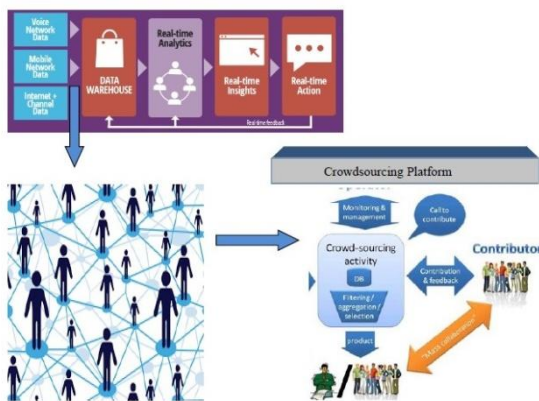 Voice
Network
Data
Mobile
Network
Data
Internet +
Channel
Data
DATA
WAREHOUSE
Real-time
Analytics
Real-time
Insights
Real-time
Action
Real-time feedback
Crowdsourcing Platform
Monitoring &
management
Call to
contribute
Crowd-sourcing
activity
DB
Filtering/
aggregation/
selection
Contribution
& feedback
Contributor
product